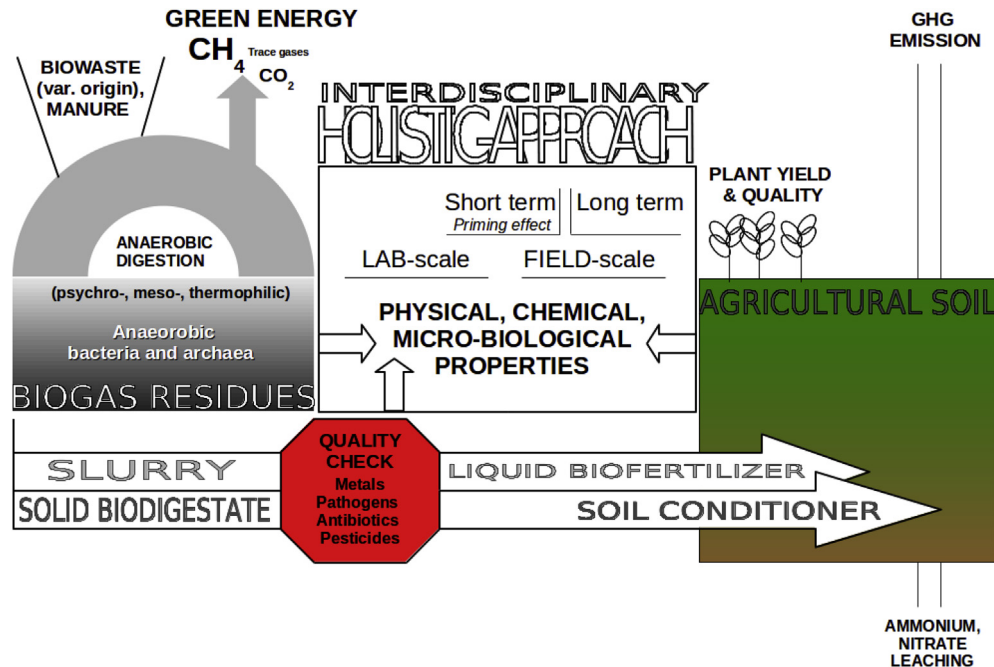 GREEN ENERGY
CH4 Trace gases
CO2
BIOWASTE
(var. origin),
MANURE
ANAEROBIC
DIGESTION
(psychro-, meso-, thermophilic)
Anaeorobic
bacteria and archaea
BIOGAS RESIDUES
INTERDISCIPLINARY
HOLISTIC APPROACH
Short term
Priming effect
Long term
LAB-scale
FIELD-scale
PHYSICAL, CHEMICAL,
MICRO-BIOLOGICAL
PROPERTIES
GHG
EMISSION
PLANT YIELD
& QUALITY
AGRICULTURAL SOIL
SLURRY
SOLID BIODIGESTATE
QUALITY
CHECK
Metals
Pathogens
Antibiotics
Pesticides
LIQUID BIOFERTILIZER
SOIL CONDITIONER
AMMONIUM,
NITRATE
LEACHING